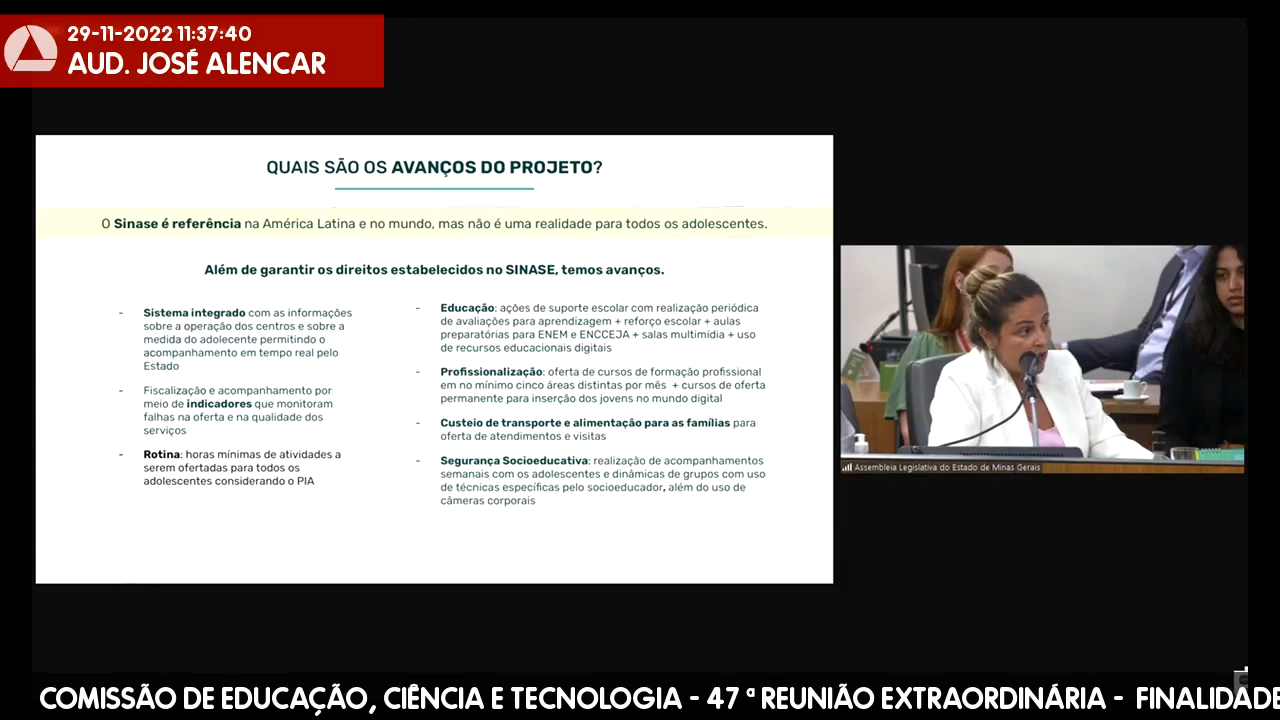 29-11-2022 11:37:40
AUD. JOSÉ ALENCAR
QUAIS SÃO OS AVANÇOS DO PROJETO?
O Sinase é referência na América Latina e no mundo, mas não é uma realidade para todos os adolescentes.
Além de garantir os direitos estabelecidos no SINASE, temos avanços.
- Sistema integrado com as informações
sobre a operação dos centros e sobre a
medida do adolecente permitindo o
acompanhamento em tempo real pelo
Estado
- Fiscalização e acompanhamento por
meio de indicadores que monitoram
falhas na oferta e na qualidade dos
serviços
- Rotina: horas mínimas de atividades a
serem ofertadas para todos os
adolescentes considerando o PIA
- Educação: ações de suporte escolar com realização periódica
de avaliações para aprendizagem + reforço escolar + aulas
preparatórias para ENEM e ENCCEJA + salas multimídia + uso
de recursos educacionais digitais
- Profissionalização: oferta de cursos de formação profissional
em no mínimo cinco áreas distintas por mês + cursos de oferta
permanente para inserção dos jovens no mundo digital
- Custeio de transporte e alimentação para as famílias para
oferta de atendimentos e visitas
- Segurança Socioeducativa: realização de acompanhamentos
semanais com os adolescentes e dinâmicas de grupos com uso
de técnicas específicas pelo socioeducador, além do uso de
câmeras corporais
Assembleia Legislativa do Estado de Minas Gerais
COMISSÃO DE EDUCAÇÃO, CIÊNCIA E TECNOLOGIA - 47 ª REUNIÃO EXTRAORDINÁRIA - FINALIDADE